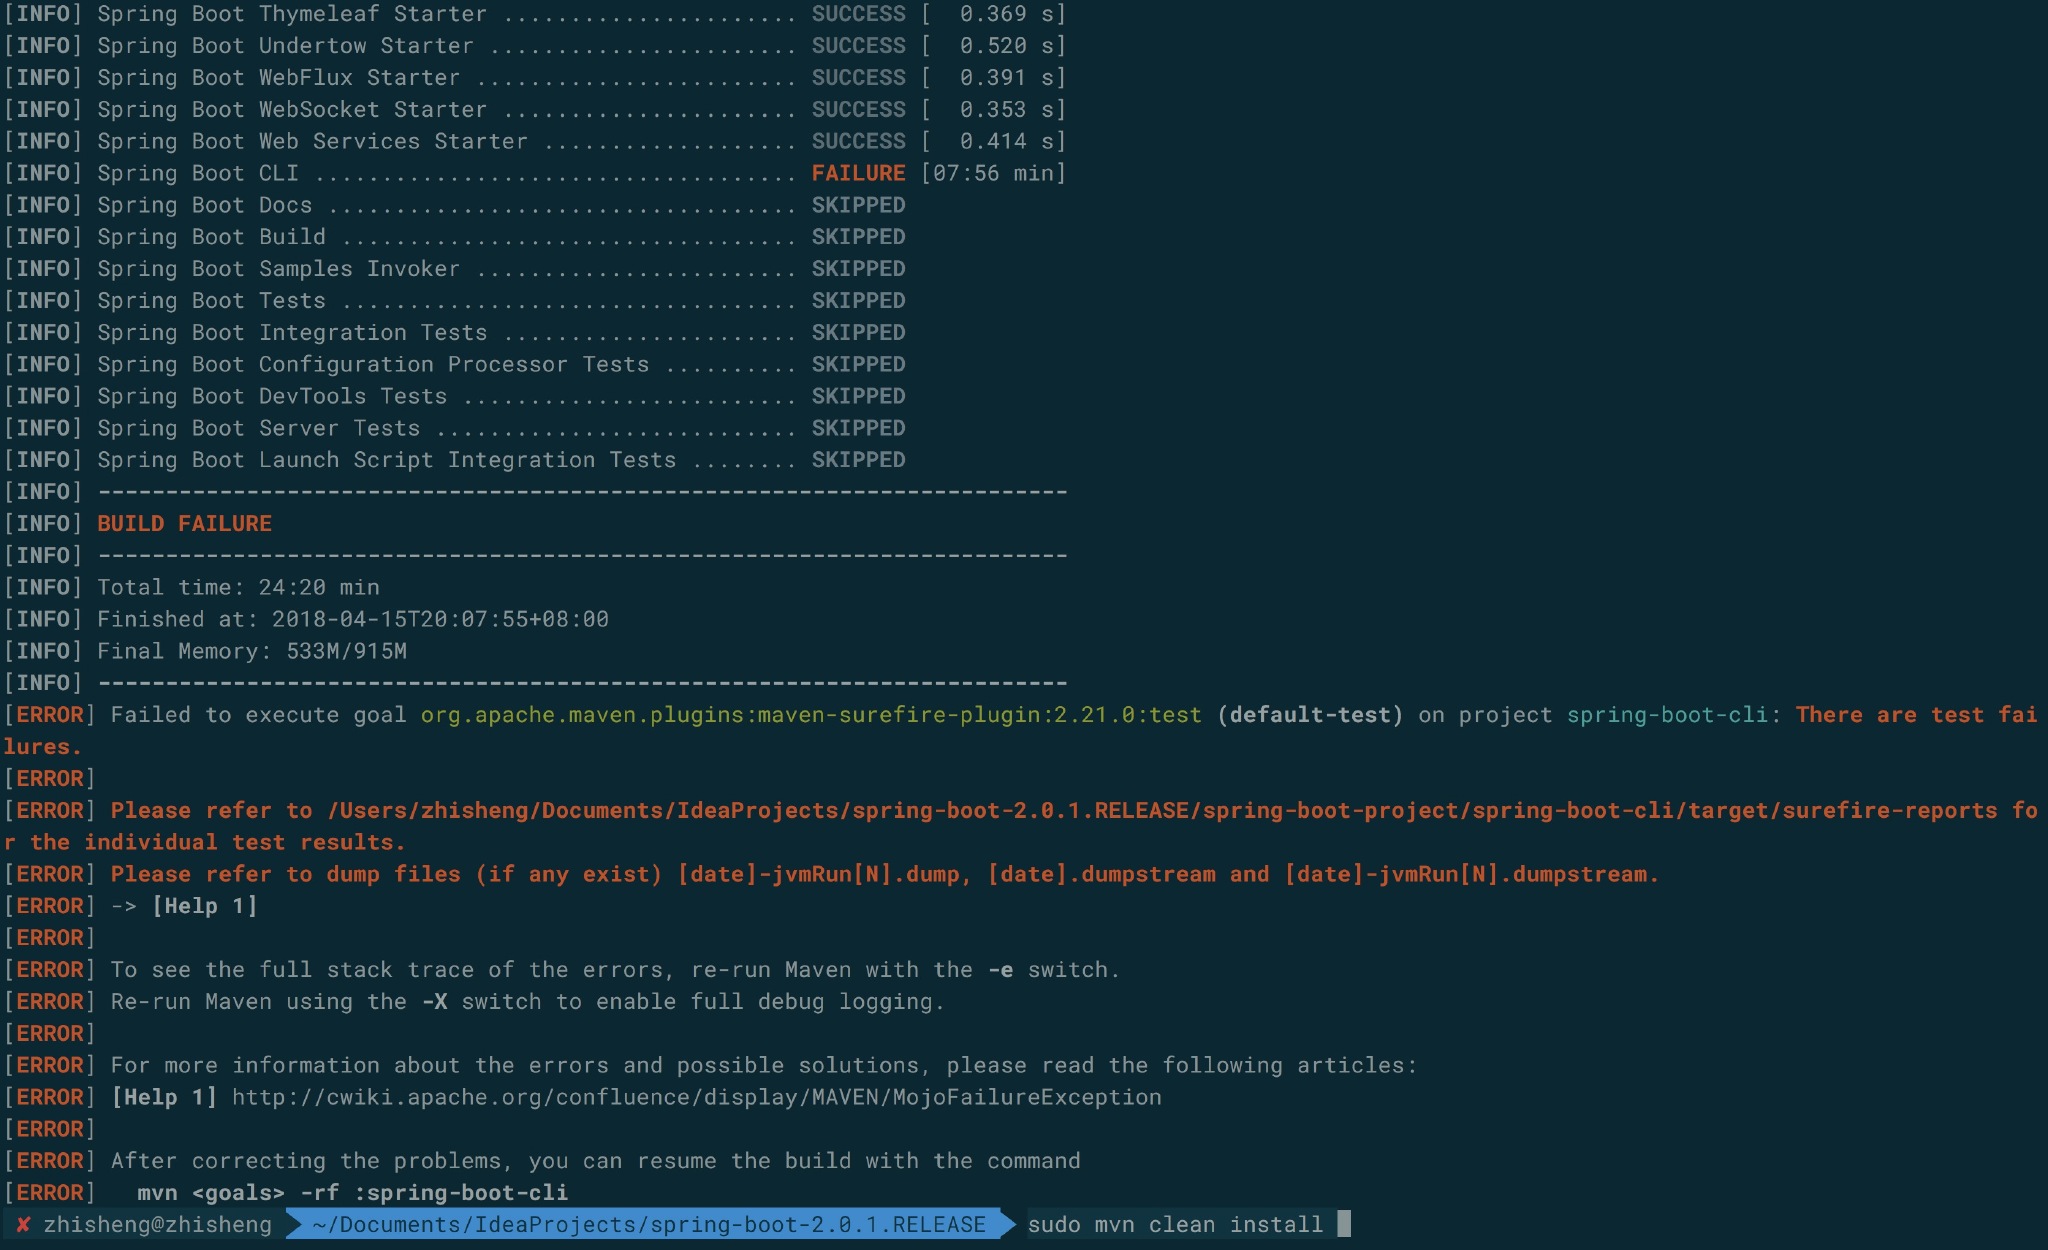 [INFO] Spring Boot Thymeleaf Starter ...................... SUCCESS [  0.369 s]
[INFO] Spring Boot Undertow Starter ....................... SUCCESS [  0.520 s]
[INFO] Spring Boot WebFlux Starter ........................ SUCCESS [  0.391 s]
[INFO] Spring Boot WebSocket Starter ...................... SUCCESS [  0.353 s]
[INFO] Spring Boot Web Services Starter ................... SUCCESS [  0.414 s]
[INFO] Spring Boot CLI .................................... FAILURE [07:56 min]
[INFO] Spring Boot Docs ................................... SKIPPED
[INFO] Spring Boot Build .................................. SKIPPED
[INFO] Spring Boot Samples Invoker ........................ SKIPPED
[INFO] Spring Boot Tests .................................. SKIPPED
[INFO] Spring Boot Integration Tests ...................... SKIPPED
[INFO] Spring Boot Configuration Processor Tests .......... SKIPPED
[INFO] Spring Boot DevTools Tests ......................... SKIPPED
[INFO] Spring Boot Server Tests ........................... SKIPPED
[INFO] Spring Boot Launch Script Integration Tests ........ SKIPPED
[INFO] ------------------------------------------------------------------------
[INFO] BUILD FAILURE
[INFO] ------------------------------------------------------------------------
[INFO] Total time: 24:20 min
[INFO] Finished at: 2018-04-15T20:07:55+08:00
[INFO] Final Memory: 533M/915M
[INFO] ------------------------------------------------------------------------
[ERROR] Failed to execute goal org.apache.maven.plugins:maven-surefire-plugin:2.21.0:test (default-test) on project spring-boot-cli: There are test fai
lures.
[ERROR]
[ERROR] Please refer to /Users/zhisheng/Documents/IdeaProjects/spring-boot-2.0.1.RELEASE/spring-boot-project/spring-boot-cli/target/surefire-reports fo
r the individual test results.
[ERROR] Please refer to dump files (if any exist) [date]-jvmRun[N].dump, [date].dumpstream and [date]-jvmRun[N].dumpstream.
[ERROR] -> [Help 1]
[ERROR]
[ERROR] To see the full stack trace of the errors, re-run Maven with the -e switch.
[ERROR] Re-run Maven using the -X switch to enable full debug logging.
[ERROR]
[ERROR] For more information about the errors and possible solutions, please read the following articles:
[ERROR] [Help 1] http://cwiki.apache.org/confluence/display/MAVEN/MojoFailureException
[ERROR]
[ERROR] After correcting the problems, you can resume the build with the command
[ERROR]   mvn <goals> -rf :spring-boot-cli
✘ zhisheng@zhisheng ~/Documents/IdeaProjects/spring-boot-2.0.1.RELEASE sudo mvn clean install